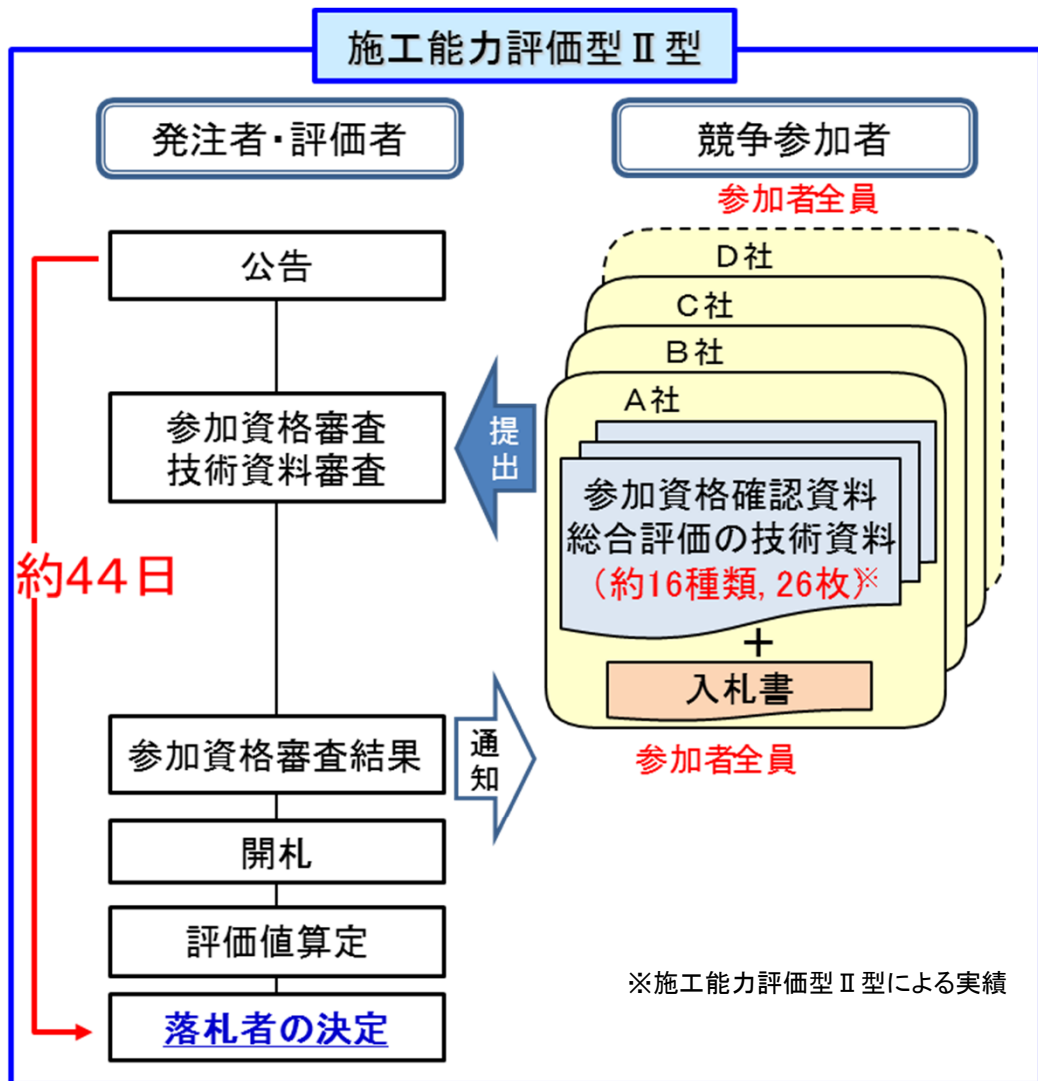 施工能力評価型Ⅱ型
発注者・評価者
競争参加者
参加者全員
公告
参加資格審査
技術資料審査
約44日
提出
D社
C社
B社
A社
参加資格確認資料
総合評価の技術資料
(約16種類, 26枚)※
+
入札書
参加者全員
参加資格審査結果
通知
開札
評価値算定
落札者の決定
※施工能力評価型Ⅱ型による実績